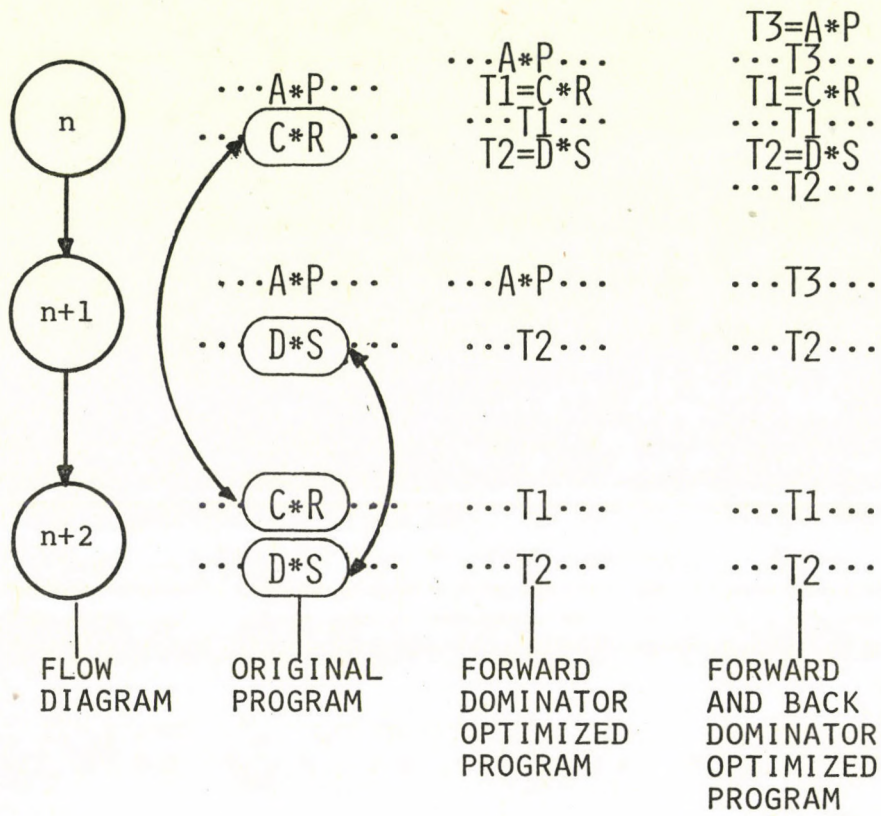 n
···A*P···
···C*R···
···A*P···
T1=C*R
···T1···
T2=D*S
T3=A*P
···T3···
T1=C*R
···T1···
T2=D*S
···T2···
n+1
···A*P···
···D*S···
···A*P···
···T2···
···T3···
···T2···
n+2
···C*R···
···D*S···
···T1···
···T2···
···T1···
···T2···
FLOW
DIAGRAM
ORIGINAL
PROGRAM
FORWARD
DOMINATOR
OPTIMIZED
PROGRAM
FORWARD
AND BACK
DOMINATOR
OPTIMIZED
PROGRAM